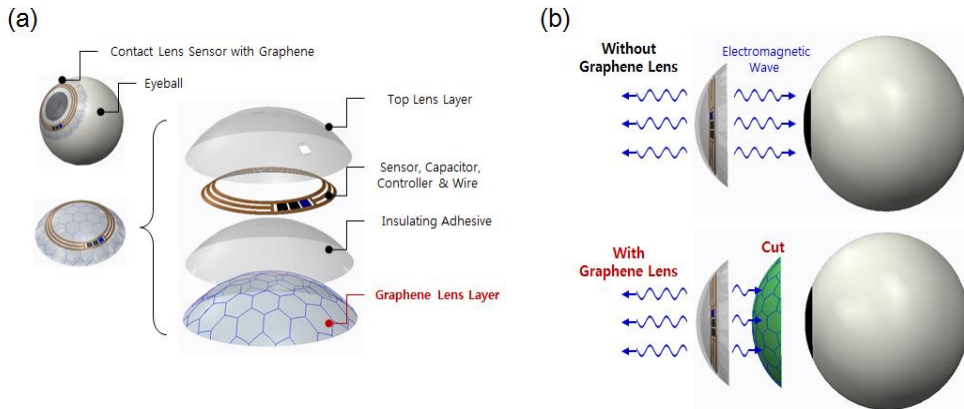 (a)
Contact Lens Sensor with Graphene
Eyeball
Top Lens Layer
Sensor, Capacitor,
Controller & Wire
Insulating Adhesive
Graphene Lens Layer
(b)
Without
Graphene Lens
Electromagnetic
Wave
With
Graphene Lens
Cut